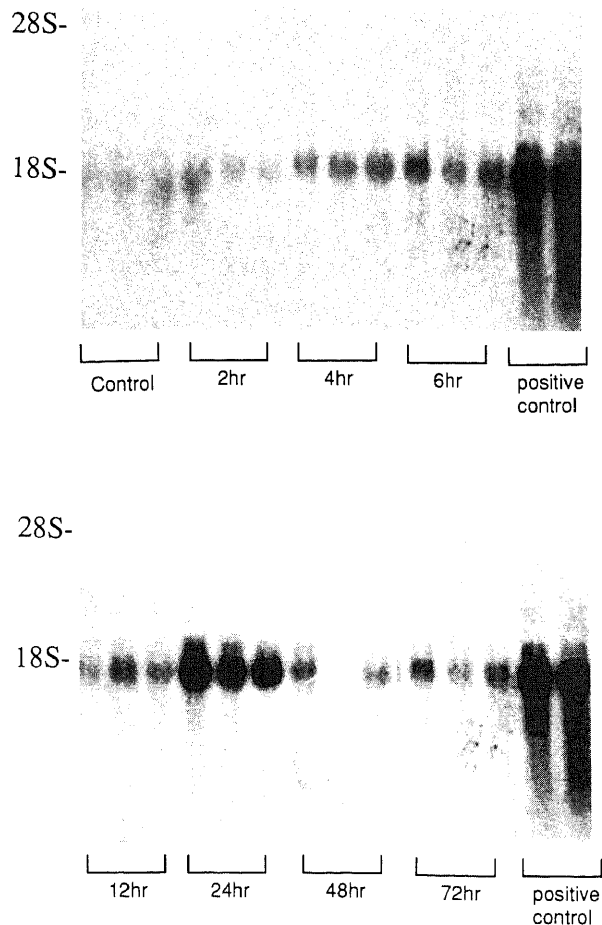 28S-
18S-
Control 2hr 4hr 6hr positive
control
28S-
18S-
12hr 24hr 48hr 72hr positive
control